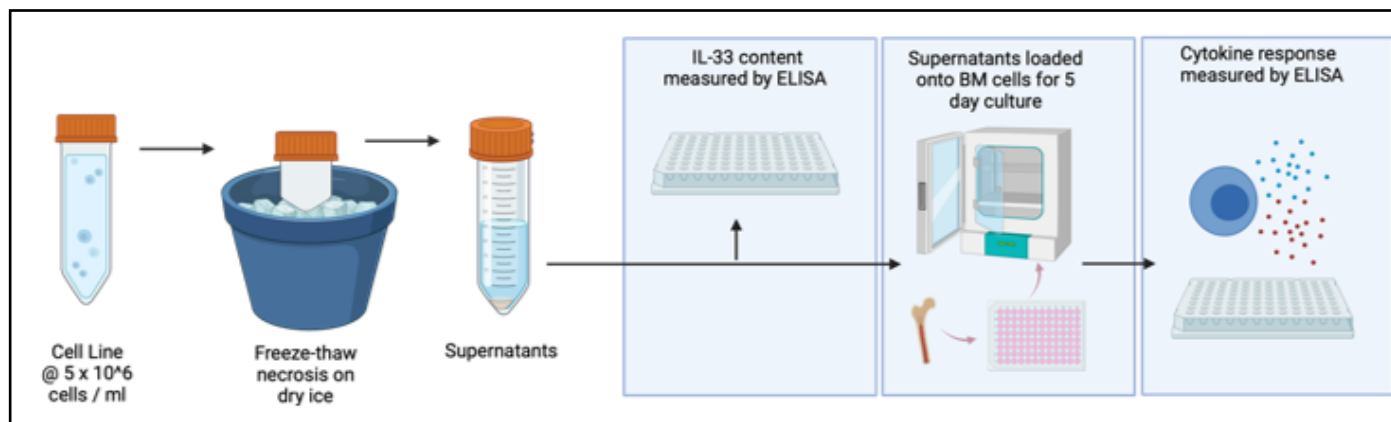 IL-33 content
measured by ELISA
Supernatants loaded
onto BM cells for 5
day culture
Cytokine response
measured by ELISA
Cell Line
@ 5 x 10^6
cells / ml
Freeze-thaw
necrosis on
dry ice
Supernatants